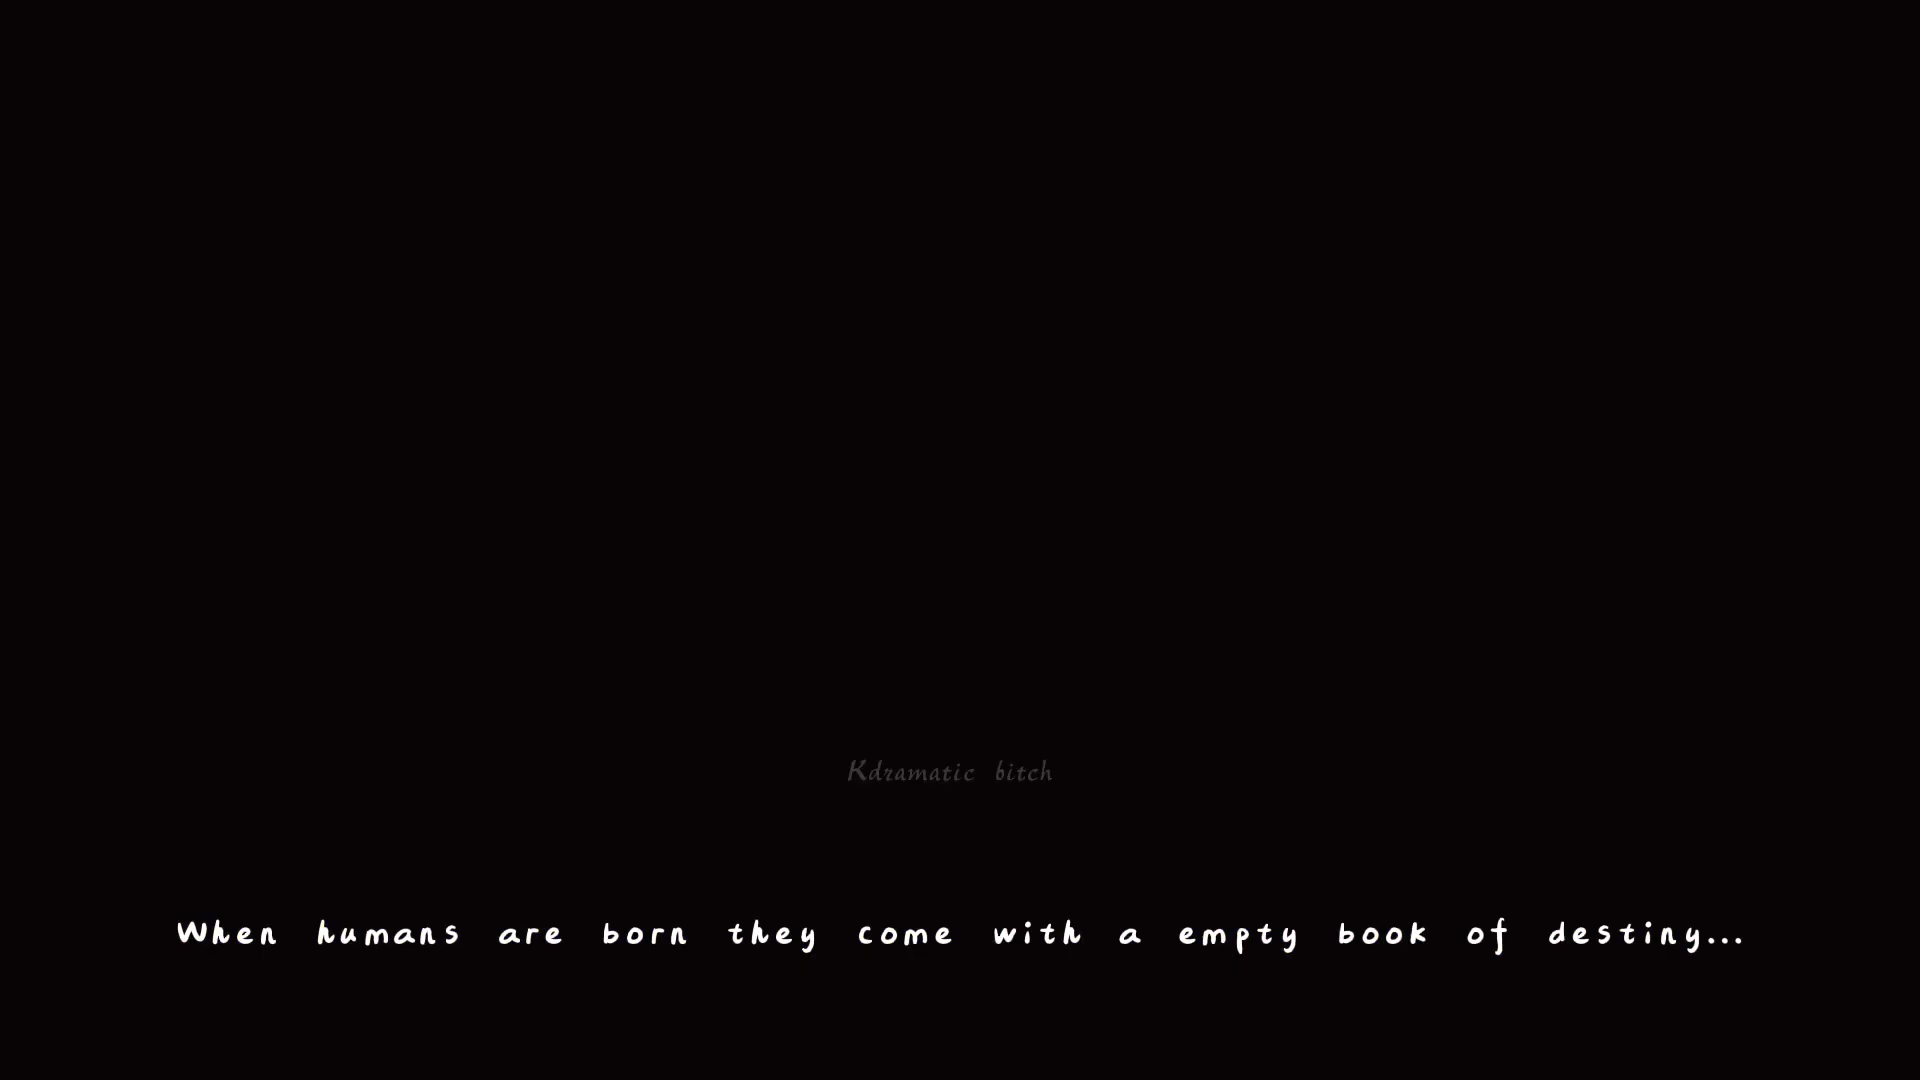 Kdramatic bitch
When humans are born they come with a empty book of destiny...